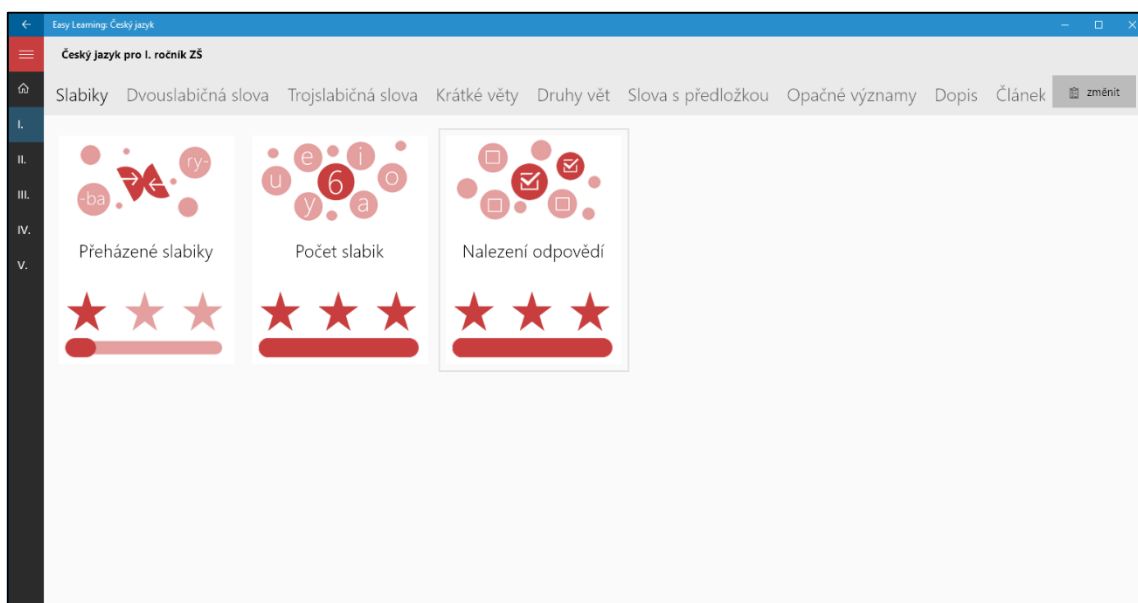 Easy Learning: Český jazyk
Český jazyk pro I. ročník ZŠ
Slabiky Dvouslabičná slova Trojslabičná slova Krátké věty Druhy vět Slova s předložkou Opačné významy Dopis Článek změnit
I.
II.
III.
IV.
V.
ry-
-ba
Přeházené slabiky
e i
u 6 o
y a
Počet slabik
Nalezení odpovědí